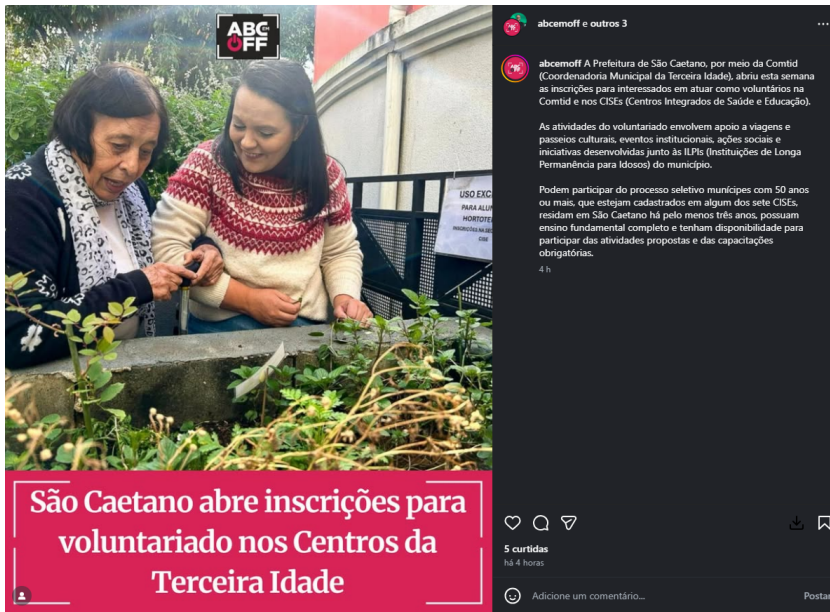 ABC
OFF
USO EXC
PARA ALU
HORTOTE
CISE
São Caetano abre inscrições para
voluntariado nos Centros da
Terceira Idade
abcemoff e outros 3
abcemoff A Prefeitura de São Caetano, por meio da Comtid
(Coordenadoria Municipal da Terceira Idade), abriu esta semana
as inscrições para interessados em atuar como voluntários na
Comtid e nos CISEs (Centros Integrados de Saúde e Educação).
As atividades do voluntariado envolvem apoio a viagens e
passeios culturais, eventos institucionais, ações sociais e
iniciativas desenvolvidas junto às ILPIs (Instituições de Longa
Permanência para Idosos) do município.
Podem participar do processo seletivo munícipes com 50 anos
ou mais, que estejam cadastrados em algum dos sete CISEs,
residam em São Caetano há pelo menos três anos, possuam
ensino fundamental completo e tenham disponibilidade para
participar das atividades propostas e das capacitações
obrigatórias.
4 h
5 curtidas
há 4 horas
Adicione um comentário...
Postar